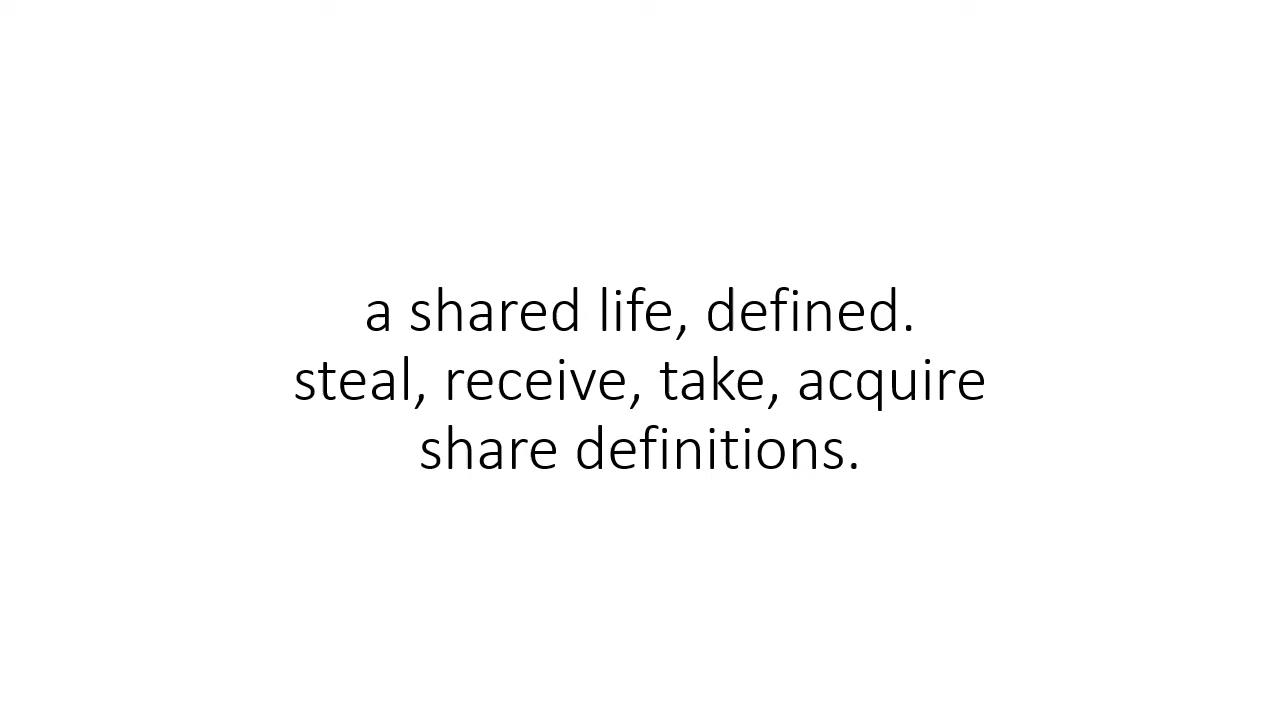 a shared life, defined.
steal, receive, take, acquire
share definitions.